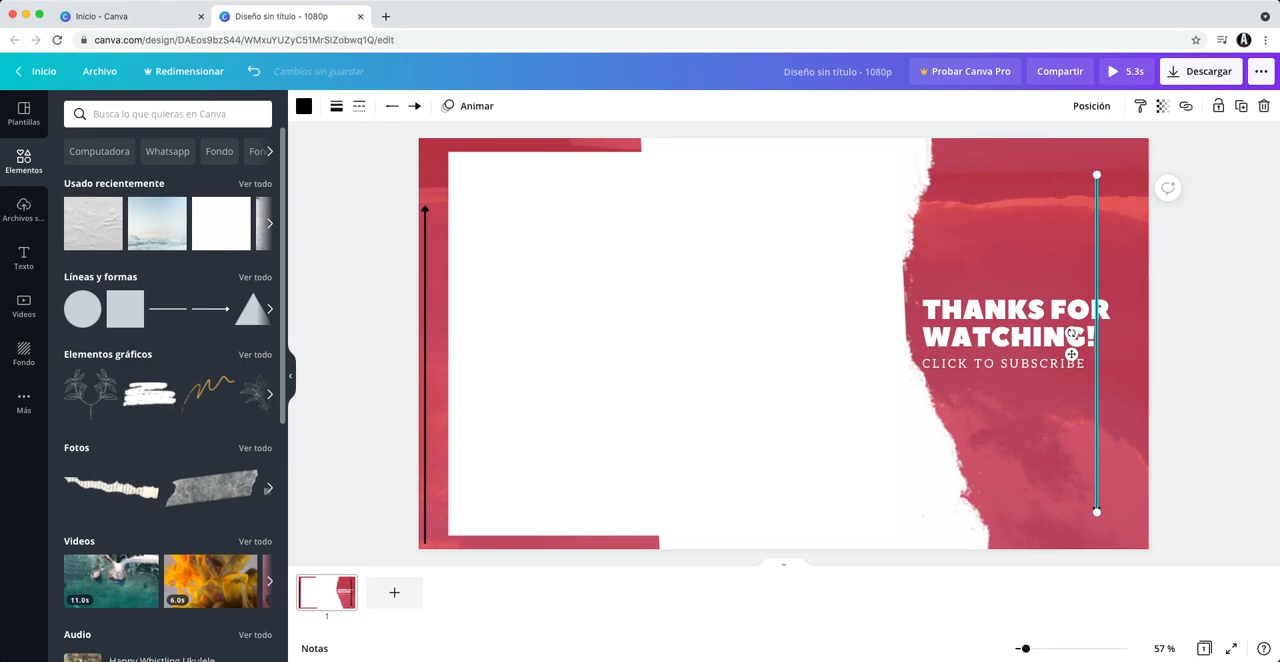 Inicio - Canva
Diseño sin título - 1080p
canva.com/design/DAEos9bzS44/WMxuYUZyC51MrSIZobwq1Q/edit
Inicio
Archivo
Redimensionar
Cambios sin guardar
Diseño sin título - 1080p
Probar Canva Pro
Compartir
5.3s
Descargar
Plantillas
Elementos
Archivos s...
Texto
Videos
Fondo
Más
Busca lo que quieras en Canva
Computadora
Whatsapp
Fondo
Usado recientemente
Ver todo
Líneas y formas
Ver todo
Elementos gráficos
Ver todo
Fotos
Ver todo
Videos
Ver todo
11.0s
6.0s
Audio
Ver todo
Happy Whistling Ukulele
Animar
Posición
THANKS FOR
WATCHING!
CLICK TO SUBSCRIBE
1
Notas
57 %
1